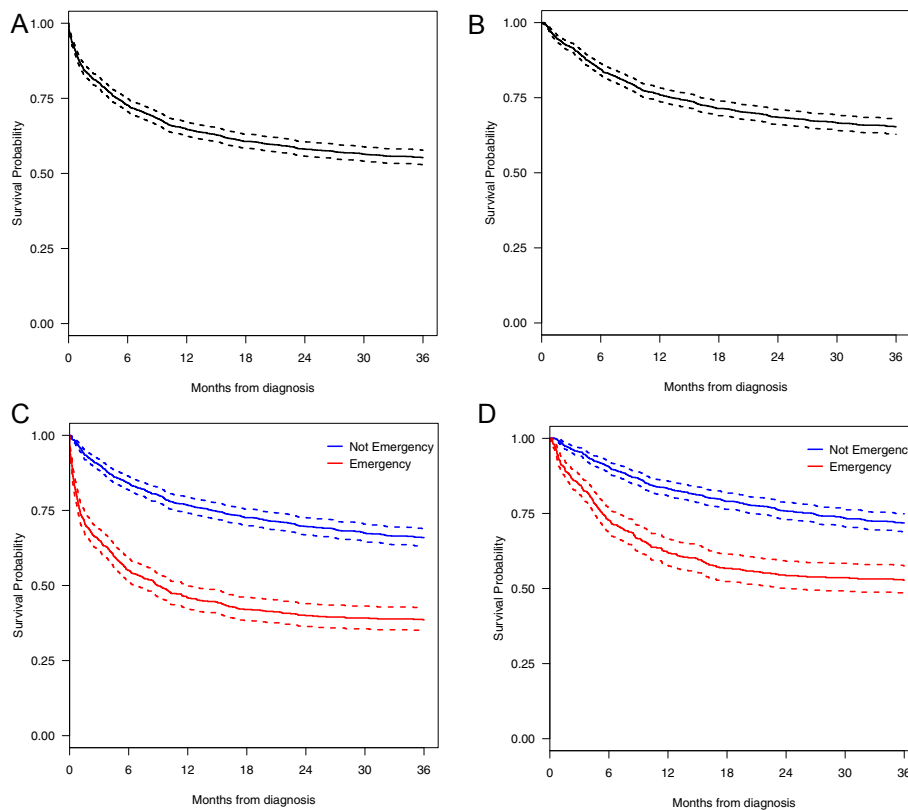 A
1.00
0.75
0.50
0.25
0.00
Survival Probability
0 6 12 18 24 30 36
Months from diagnosis
B
1.00
0.75
0.50
0.25
0.00
Survival Probability
0 6 12 18 24 30 36
Months from diagnosis
C
1.00
0.75
0.50
0.25
0.00
Survival Probability
Not Emergency
Emergency
0 6 12 18 24 30 36
Months from diagnosis
D
1.00
0.75
0.50
0.25
0.00
Survival Probability
Not Emergency
Emergency
0 6 12 18 24 30 36
Months from diagnosis